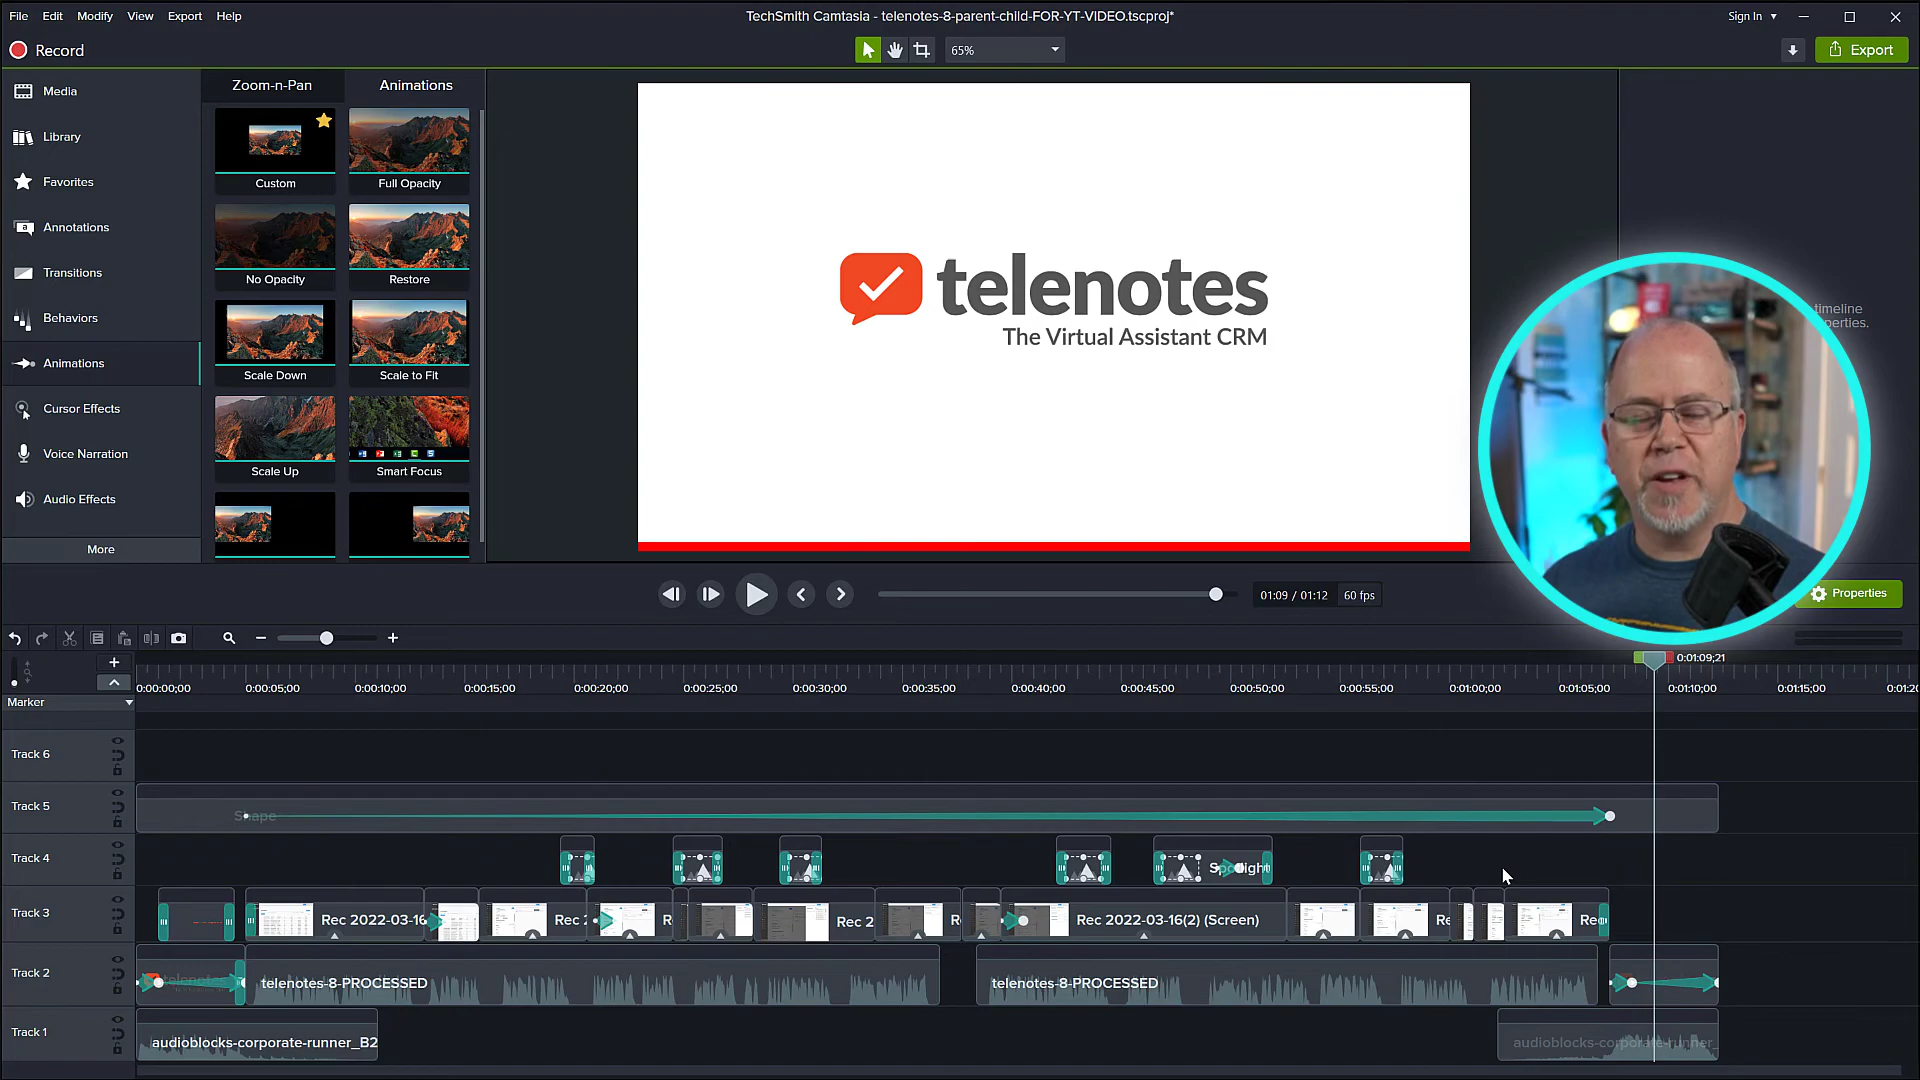 File Edit Modify View Export Help
TechSmith Camtasia - telenotes-8-parent-child-FOR-YT-VIDEO.tscproj*
Sign In
Record
65%
Export
Media
Library
Favorites
Annotations
Transitions
Behaviors
Animations
Cursor Effects
Voice Narration
Audio Effects
More
Zoom-n-Pan Animations
Custom Full Opacity
No Opacity Restore
Scale Down Scale to Fit
Scale Up Smart Focus
telenotes
The Virtual Assistant CRM
timeline
perties.
01:09 / 01:12 60 fps
Properties
0:01:09;21
0:00:00;00 0:00:05;00 0:00:10;00 0:00:15;00 0:00:20;00 0:00:25;00 0:00:30;00 0:00:35;00 0:00:40;00 0:00:45;00 0:00:50;00 0:00:55;00 0:01:00;00 0:01:05;00 0:01:10;00 0:01:15;00 0:01:20
Marker
Track 6
Track 5
Shape
Track 4
Spotlight
Track 3
Rec 2022-03-16 Rec 2 R Rec 2 R Rec 2022-03-16(2) (Screen) Re Re
Track 2
telenotes-8-PROCESSED telenotes-8-PROCESSED
Track 1
audioblocks-corporate-runner_B2 audioblocks-corporate-runner_